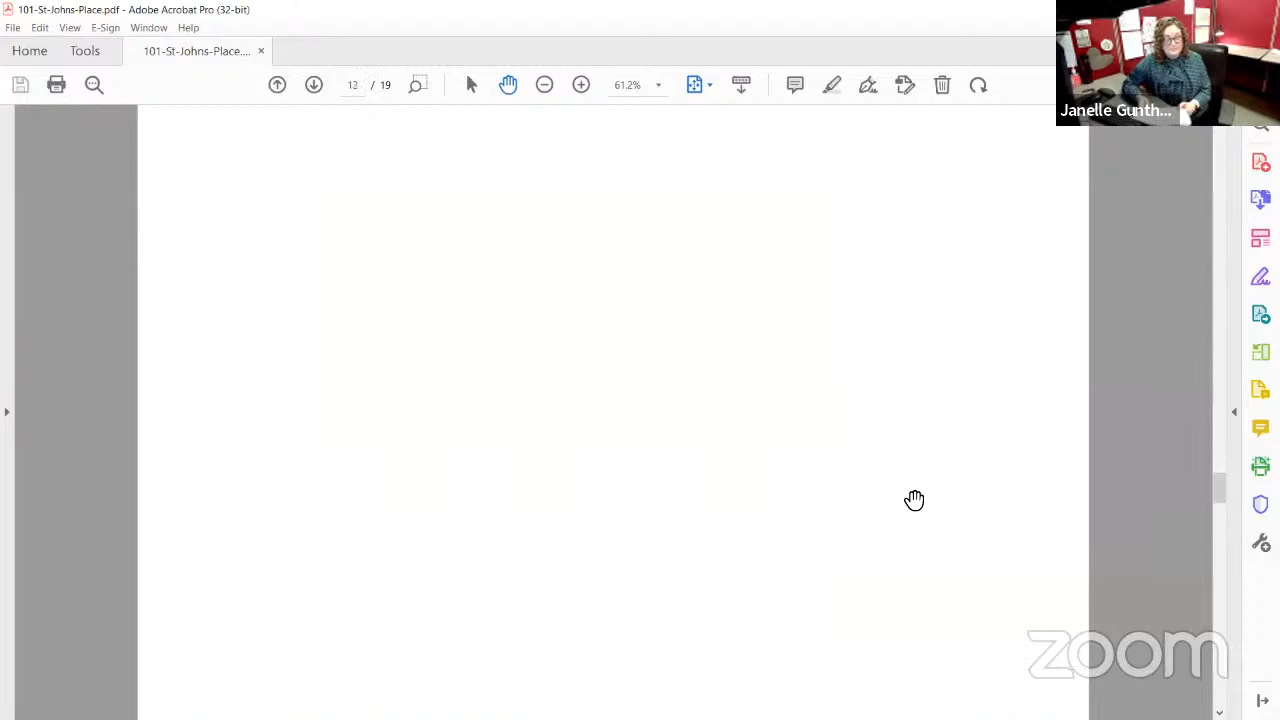 101-St-Johns-Place.pdf - Adobe Acrobat Pro (32-bit)
File Edit View E-Sign Window Help
Home Tools 101-St-Johns-Place.... ×
13 / 19 61.2%
Janelle Gunth...
zoom